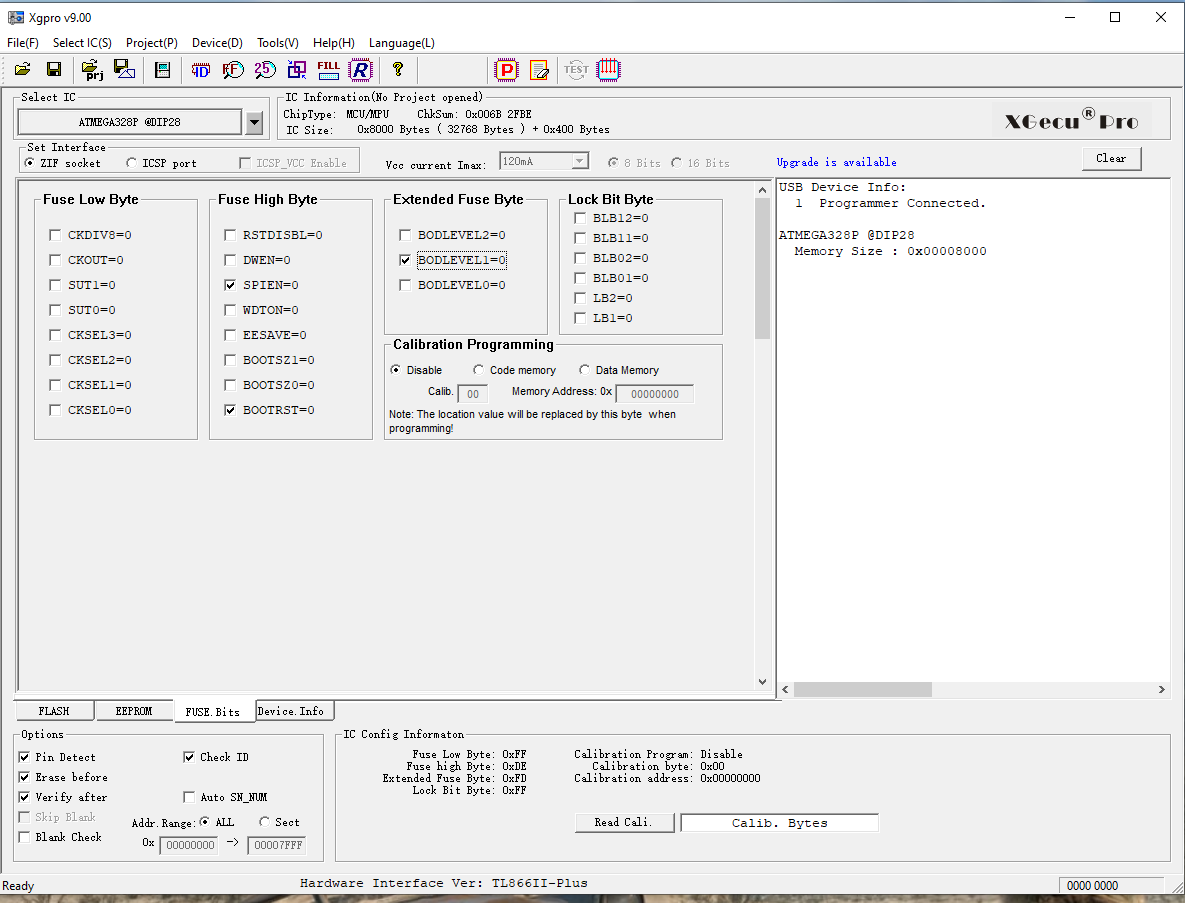 Xgpro v9.00
File(F) Select IC(S) Project(P) Device(D) Tools(V) Help(H) Language(L)
prj ID F 25 FILL R ? P TEST
Select IC
ATMEGA328P @DIP28
IC Information(No Project opened)
ChipType: MCU/MPU ChkSum: 0x006B 2FBE
IC Size: 0x8000 Bytes ( 32768 Bytes ) + 0x400 Bytes
XGecu® Pro
Set Interface
ZIF socket ICSP port ICSP_VCC Enable
Vcc current Imax: 120mA 8 Bits 16 Bits
Upgrade is available
Clear
Fuse Low Byte
CKDIV8=0
CKOUT=0
SUT1=0
SUT0=0
CKSEL3=0
CKSEL2=0
CKSEL1=0
CKSEL0=0
Fuse High Byte
RSTDISBL=0
DWEN=0
SPIEN=0
WDTON=0
EESAVE=0
BOOTSZ1=0
BOOTSZ0=0
BOOTRST=0
Extended Fuse Byte
BODLEVEL2=0
BODLEVEL1=0
BODLEVEL0=0
Lock Bit Byte
BLB12=0
BLB11=0
BLB02=0
BLB01=0
LB2=0
LB1=0
Calibration Programming
Disable Code memory Data Memory
Calib. 00 Memory Address: 0x 00000000
Note: The location value will be replaced by this byte when
programming!
USB Device Info:
1 Programmer Connected.
ATMEGA328P @DIP28
Memory Size : 0x00008000
FLASH EEPROM FUSE.Bits Device.Info
Options
Pin Detect Check ID
Erase before
Verify after Auto SN_NUM
Skip Blank Addr.Range: ALL Sect
Blank Check 0x 00000000 -> 00007FFF
IC Config Informaton
Fuse Low Byte: 0xFF Calibration Program: Disable
Fuse high Byte: 0xDE Calibration byte: 0x00
Extended Fuse Byte: 0xFD Calibration address: 0x00000000
Lock Bit Byte: 0xFF
Read Cali. Calib. Bytes
Ready Hardware Interface Ver: TL866II-Plus 0000 0000